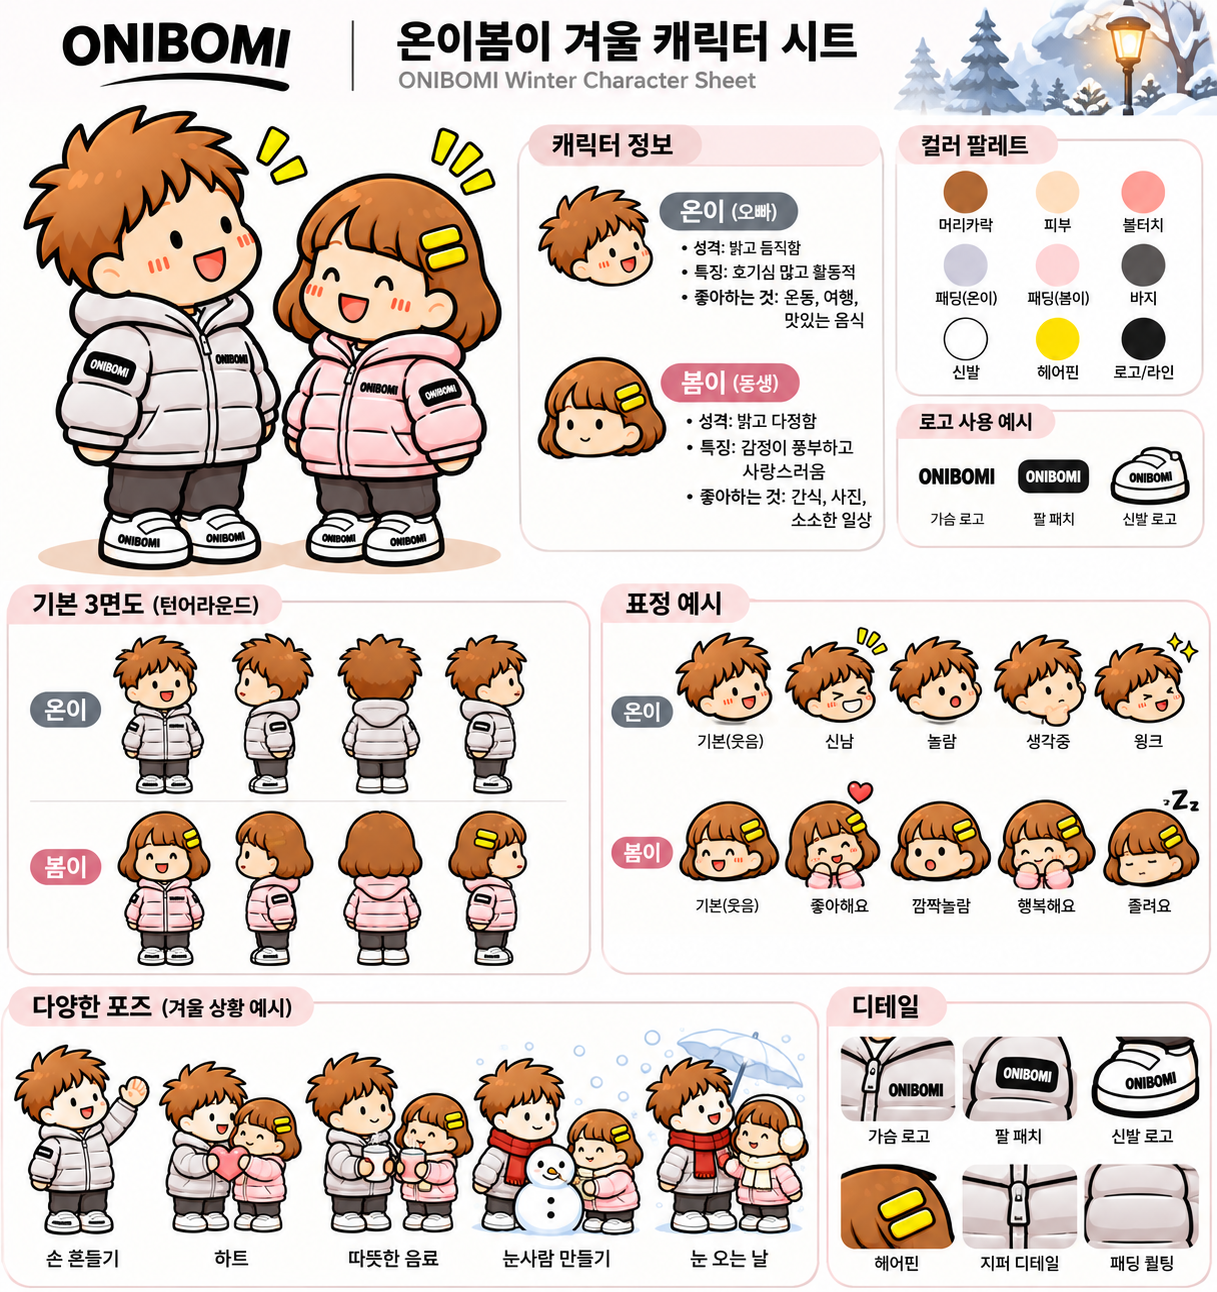 ONIBOMI
온이봄이 겨울 캐릭터 시트
ONIBOMI Winter Character Sheet
ONIBOMI
ONIBOMI
ONIBOMI
ONIBOMI
ONIBOMI
ONIBOMI
ONIBOMI
ONIBOMI
캐릭터 정보
온이 (오빠)
• 성격: 밝고 듬직함
• 특징: 호기심 많고 활동적
• 좋아하는 것: 운동, 여행,
맛있는 음식
봄이 (동생)
• 성격: 밝고 다정함
• 특징: 감정이 풍부하고
사랑스러움
• 좋아하는 것: 간식, 사진,
소소한 일상
컬러 팔레트
머리카락
피부
볼터치
패딩(온이)
패딩(봄이)
바지
신발
헤어핀
로고/라인
로고 사용 예시
ONIBOMI
ONIBOMI
ONIBOMI
가슴 로고
팔 패치
신발 로고
기본 3면도 (턴어라운드)
온이
봄이
표정 예시
온이
기본(웃음)
신남
놀람
생각중
윙크
봄이
zZz
기본(웃음)
좋아해요
깜짝놀람
행복해요
졸려요
다양한 포즈 (겨울 상황 예시)
손 흔들기
하트
따뜻한 음료
눈사람 만들기
눈 오는 날
디테일
ONIBOMI
ONIBOMI
ONIBOMI
가슴 로고
팔 패치
신발 로고
헤어핀
지퍼 디테일
패딩 퀄팅